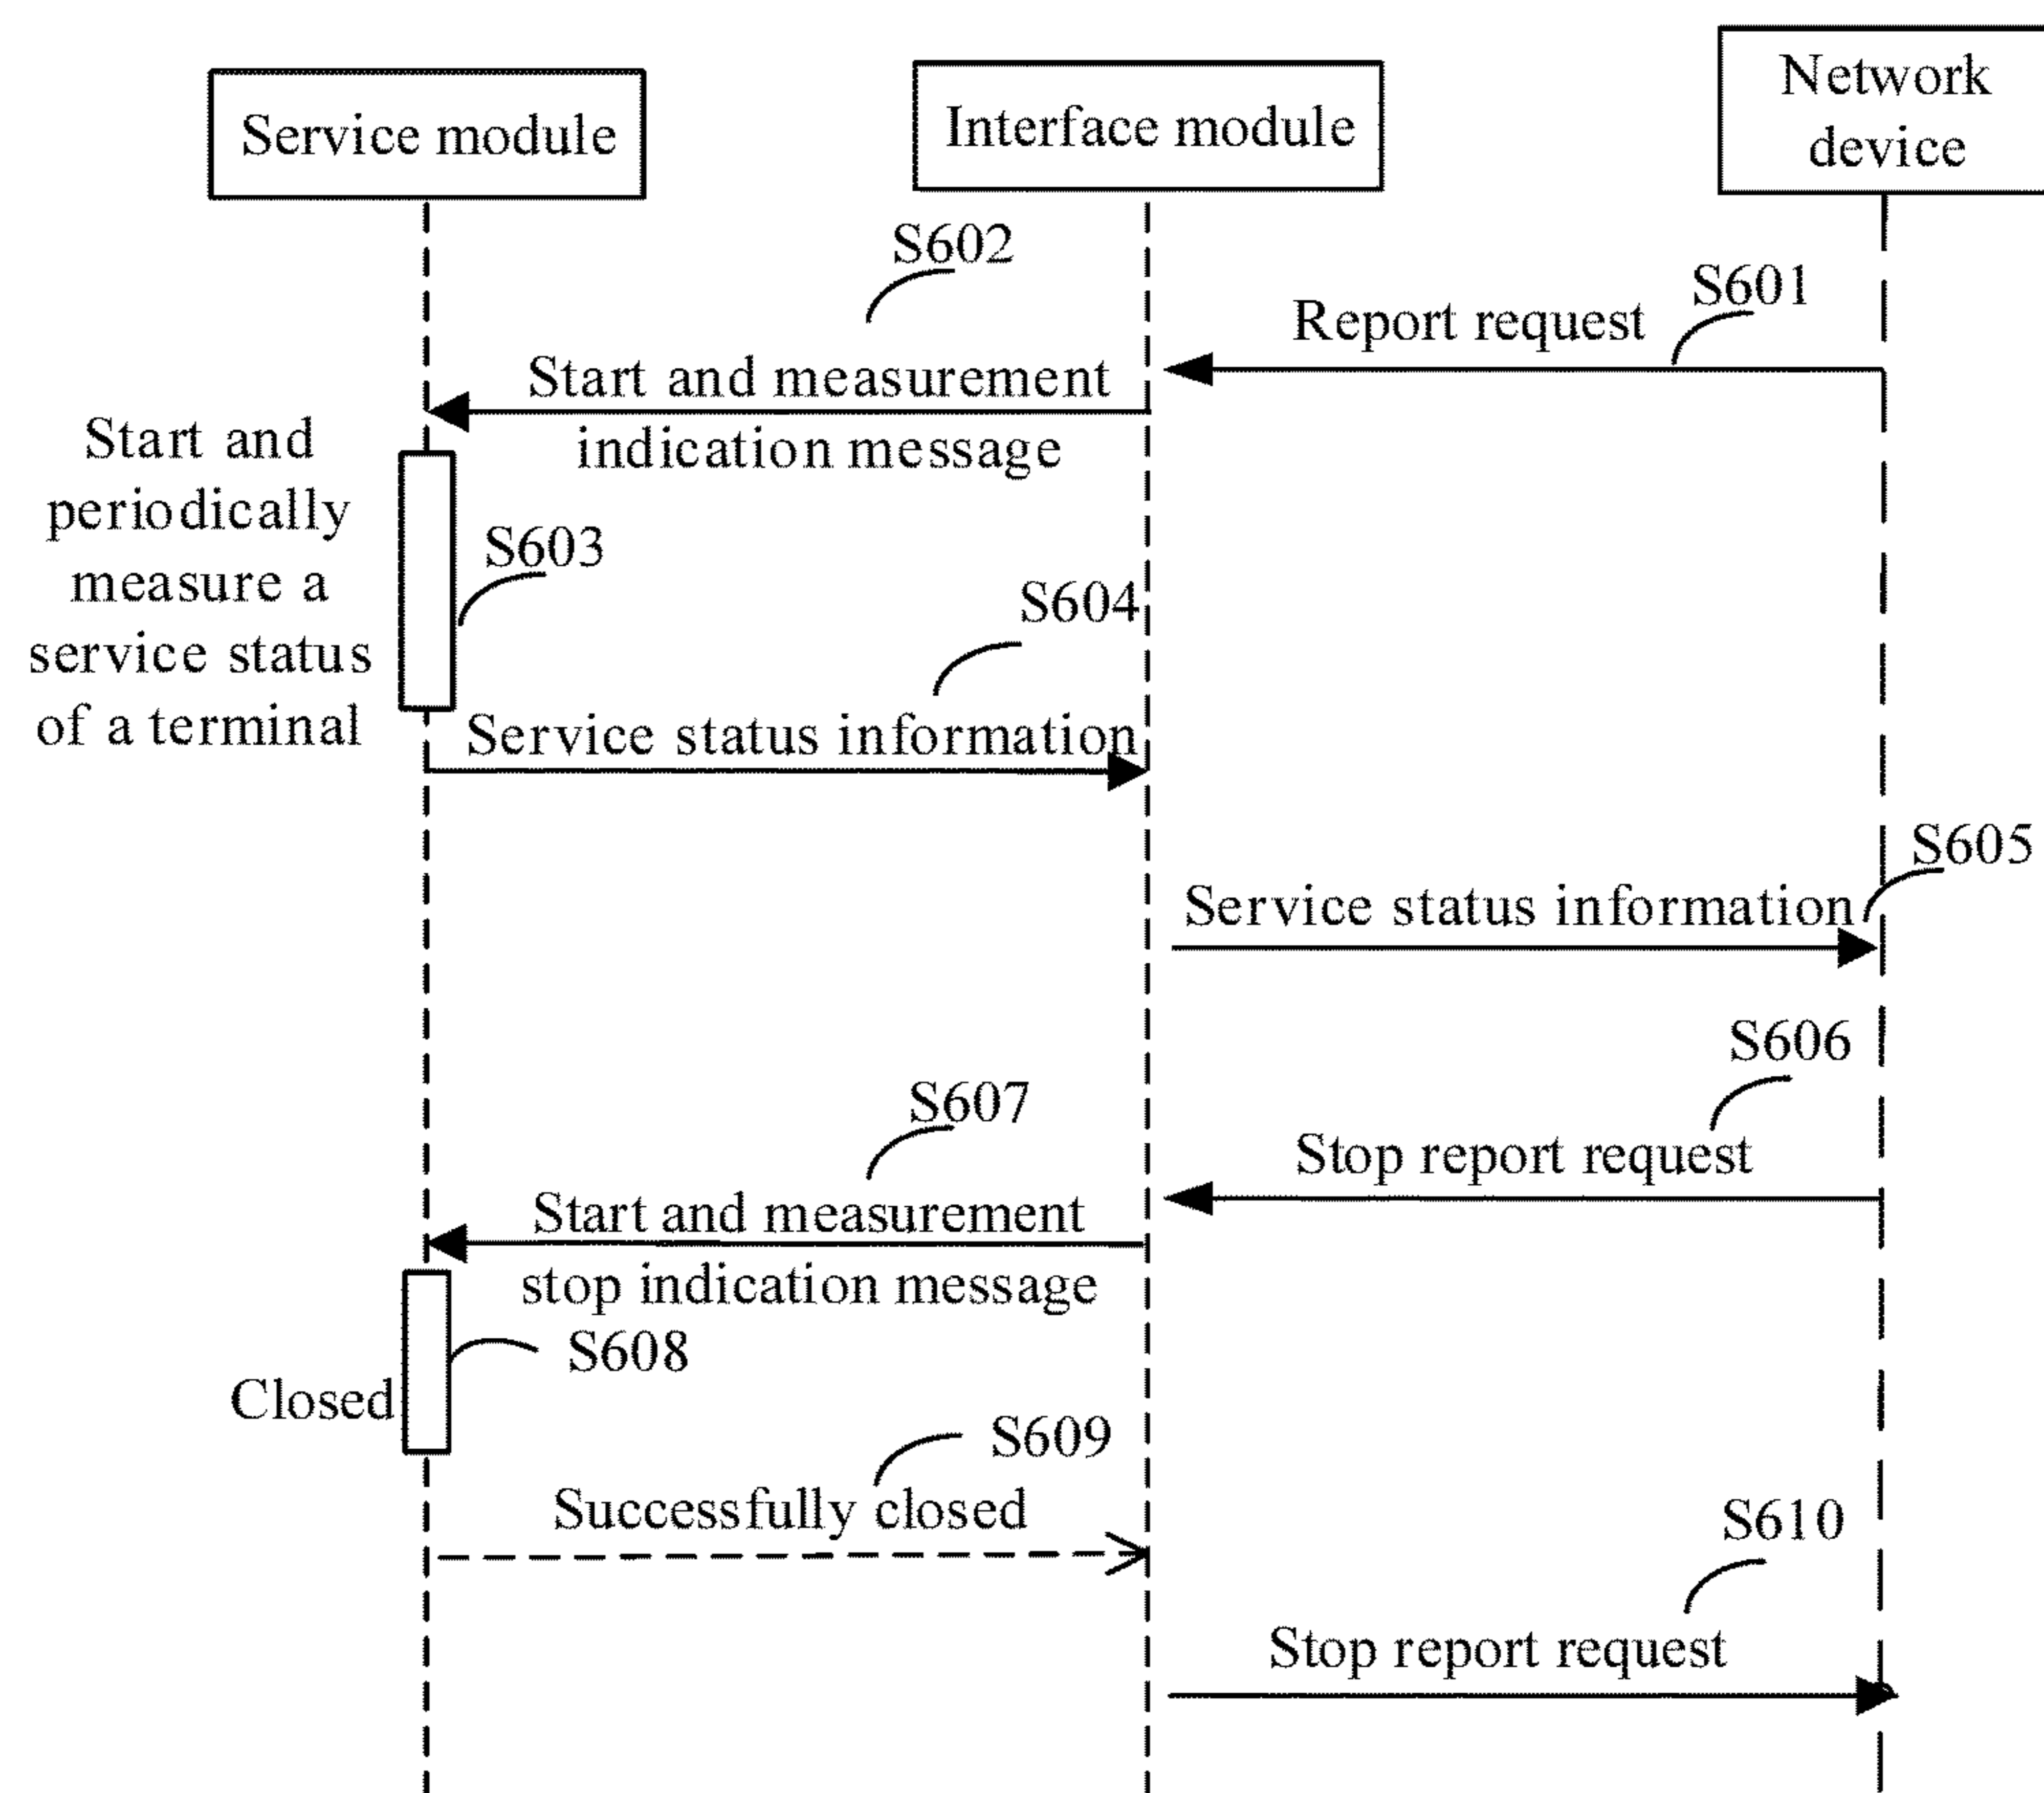 Service module
Interface module
Network
device
S602
S601
Report request
Start and measurement
indication message
Start and
periodically
measure a
service status
of a terminal
S603
S604
Service status information
S605
Service status information
S606
S607
Stop report request
Start and measurement
stop indication message
S608
Closed
S609
Successfully closed
S610
Stop report request